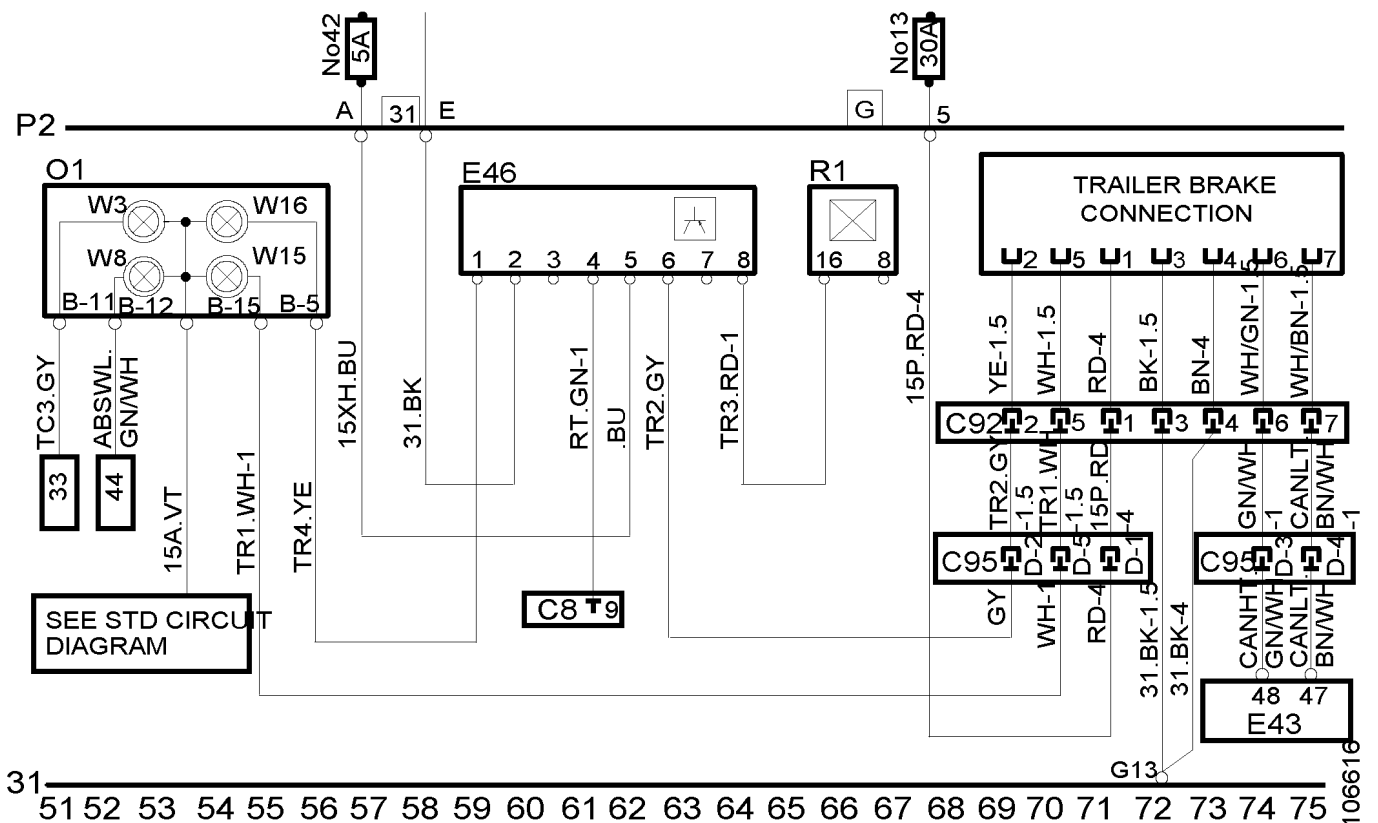 No42
5A
No13
30A
A
31
E
G
5
P2
O1
E46
R1
W3
W16
W8
W15
B-11
B-12
B-15
B-5
1 2 3 4 5 6 7 8
16
8
TRAILER BRAKE
CONNECTION
2 5 1 3 4 6 7
TC3.GY
ABSWL.
GN/WH
15A.VT
TR1.WH-1
TR4.YE
15XH.BU
31.BK
RT.GN-1
.BU
TR2.GY
TR3.RD-1
15P.RD-4
YE-1.5
WH-1.5
RD-4
BK-1.5
BN-4
WH/GN-1.5
WH/BN-1.5
C92 2 5 1 3 4 6 7
33
44
TR2.GY
-1.5
TR1.WH
-1.5
15P.RD
-4
GN/WH
-1
CANLT.
BN/WH
-1
C95
D-2
D-5
D-1
C95
D-3
D-4
SEE STD CIRCUIT
DIAGRAM
C8 9
GY
WH-1
RD-4
31.BK-1.5
31.BK-4
CANHT.
GN/WH
CANLT.
BN/WH
48 47
E43
G13
106616
31
51 52 53 54 55 56 57 58 59 60 61 62 63 64 65 66 67 68 69 70 71 72 73 74 75